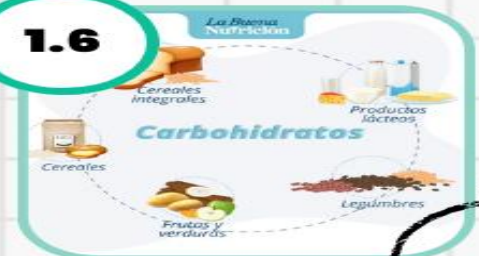 1.6
La Buena
Nutrición
Cereales
integrales
Productos
lácteos
Carbohidratos
Cereales
Legumbres
Frutas y
verduras